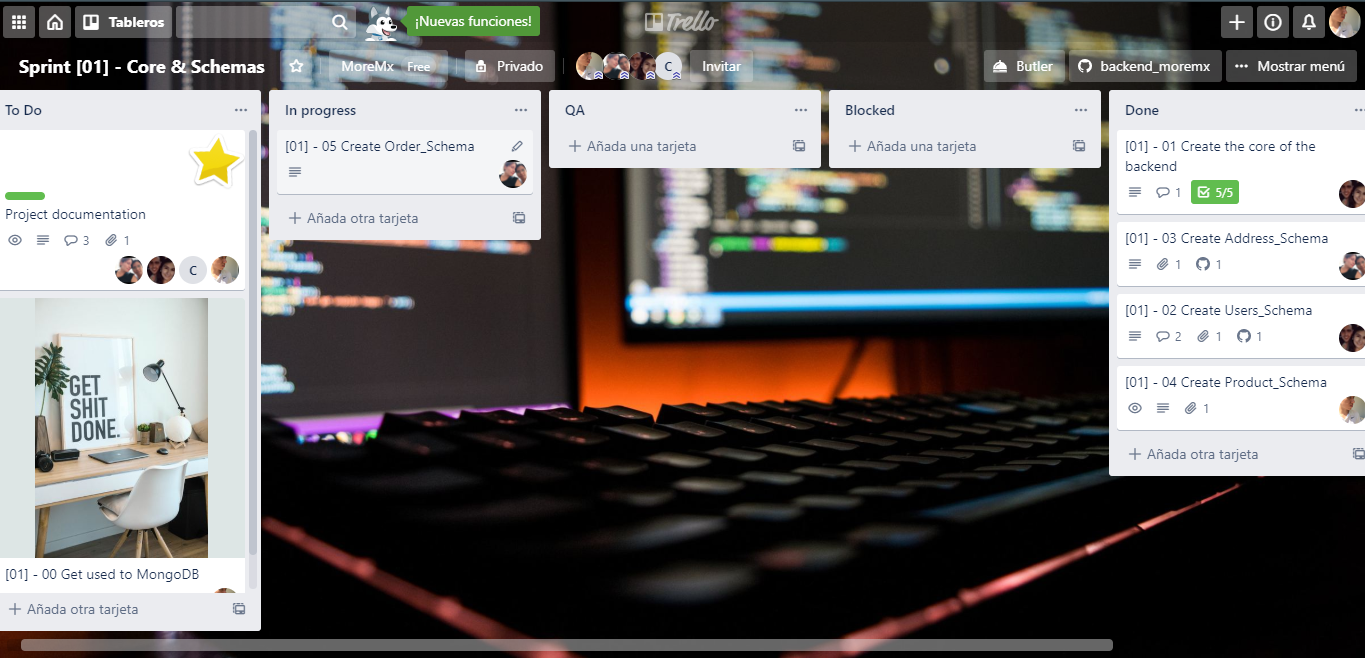 Tableros
¡Nuevas funciones!
Trello
Sprint [01] - Core & Schemas
MoreMx Free
Privado
C
Invitar
Butler
backend_moremx
Mostrar menú
To Do
Project documentation
3
1
C
GET
SHIT
DONE.
[01] - 00 Get used to MongoDB
Añada otra tarjeta
In progress
[01] - 05 Create Order_Schema
Añada otra tarjeta
QA
Añada una tarjeta
Blocked
Añada una tarjeta
Done
[01] - 01 Create the core of the
backend
1 5/5
[01] - 03 Create Address_Schema
1 1
[01] - 02 Create Users_Schema
2 1 1
[01] - 04 Create Product_Schema
1
Añada otra tarjeta